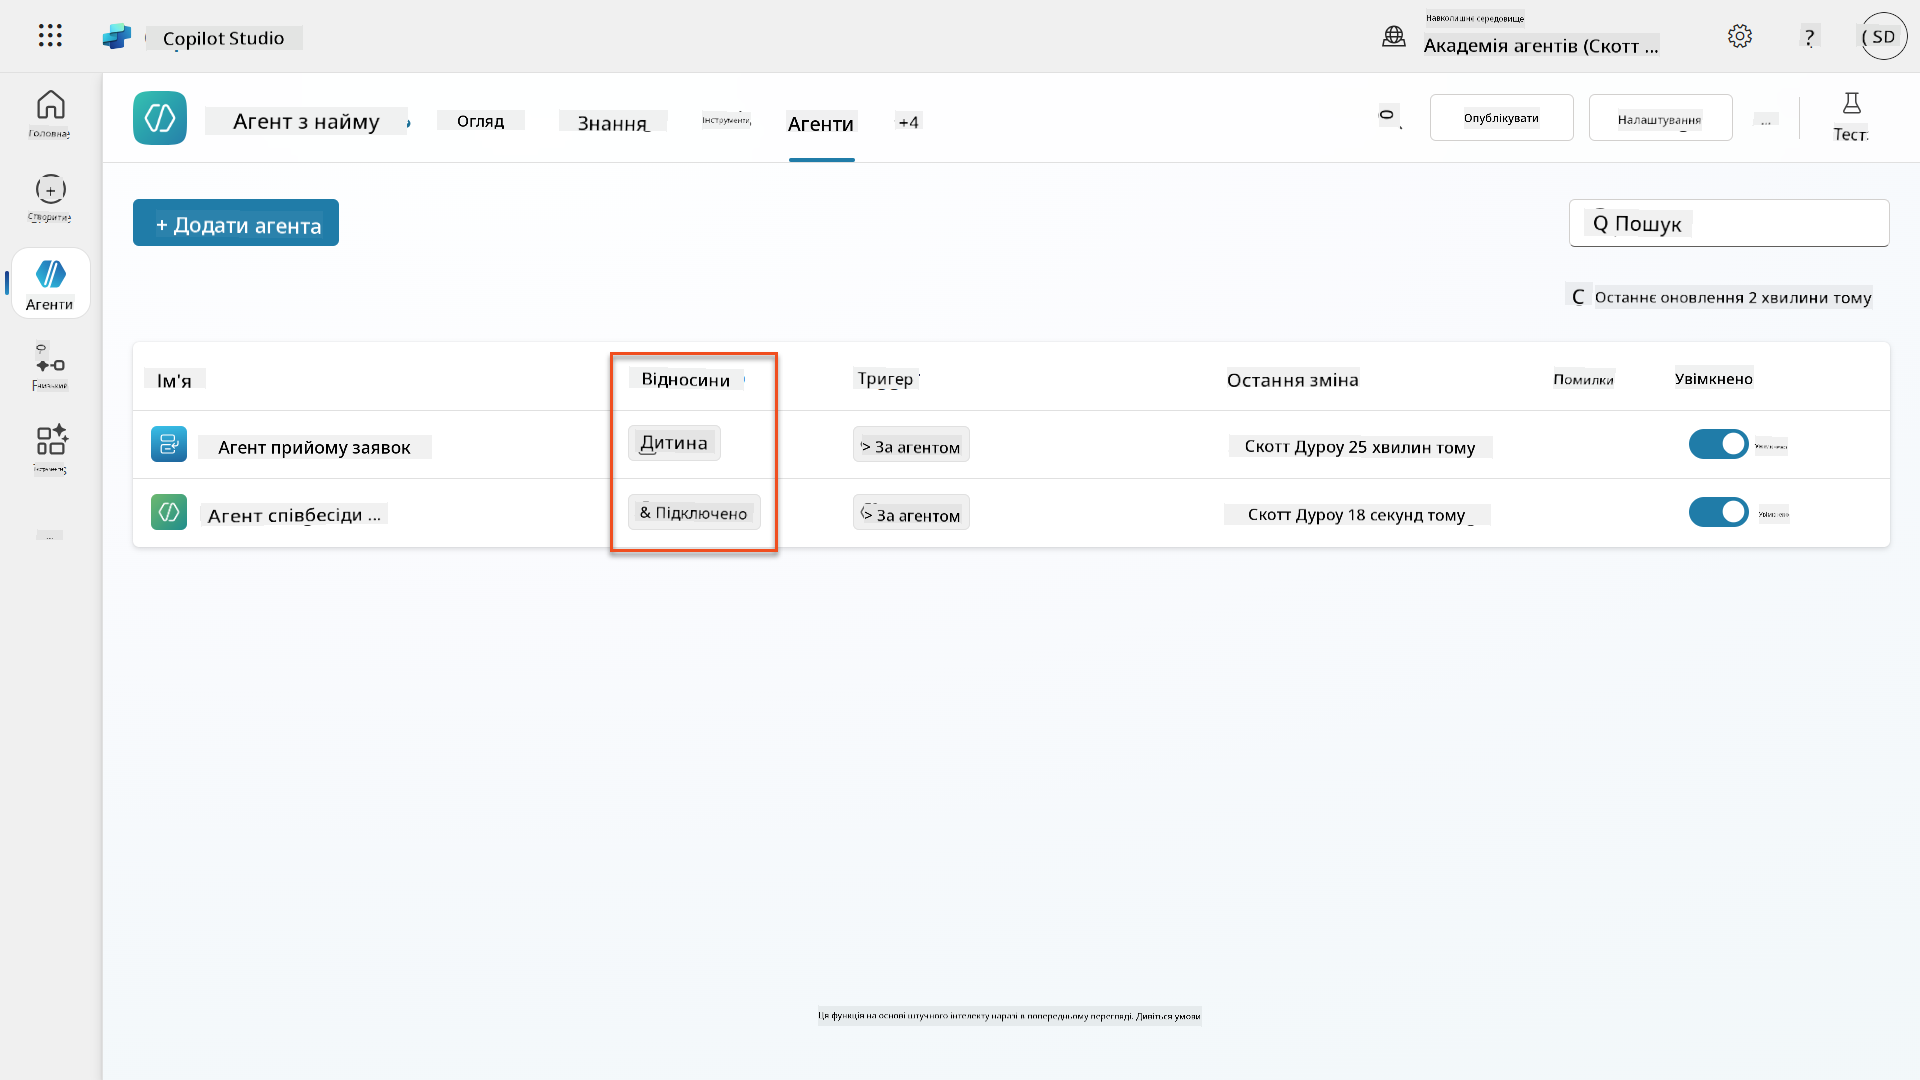 Copilot Studio
Навколишнє середовище
Академія агентів (Скотт ...
?
SD
Головна
Створити
Агенти
...
Агент з найму
Огляд
Знання
Інструменти
Агенти
+4
Опублікувати
Налаштування
...
Тест
+ Додати агента
Q Пошук
C Останнє оновлення 2 хвилини тому
Ім'я
Відносини
Тригер
Остання зміна
Помилки
Увімкнено
Агент прийому заявок
Дитина
> За агентом
Скотт Дуроу 25 хвилин тому
Агент співбесіди ...
& Підключено
> За агентом
Скотт Дуроу 18 секунд тому
Увімкнено
Ця функція на основі штучного інтелекту наразі в попередньому перегляді. Дивіться умови